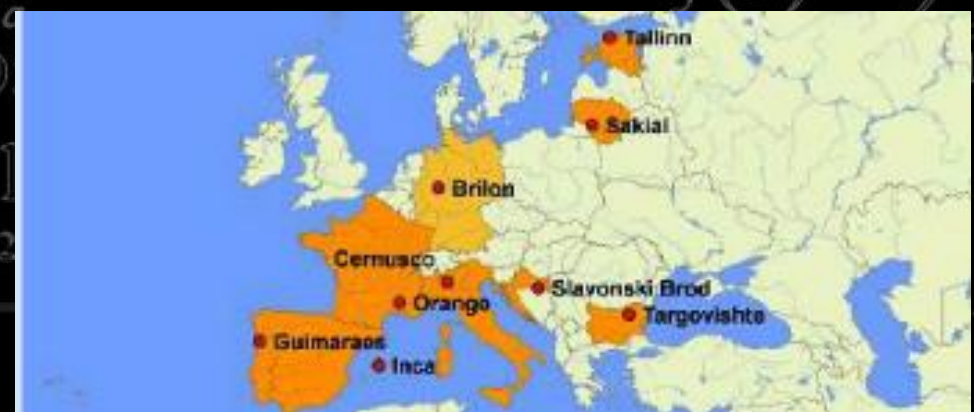 Tallinn
Sakiai
Brilon
Cernusco
Slavonski Brod
Orange
Targovishte
Guimaraes
Inca